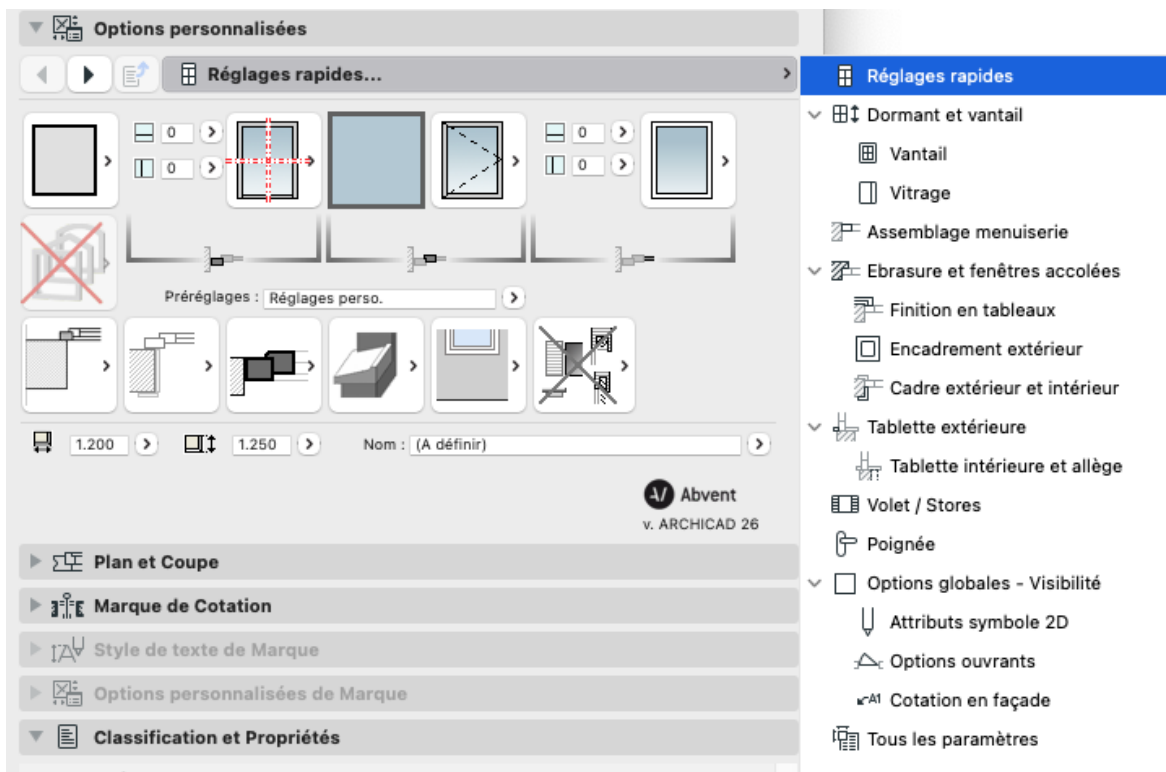 Options personnalisées
Réglages rapides...
0
0
0
0
Préréglages : Réglages perso.
1.200
1.250
Nom : (A définir)
Abvent
v. ARCHICAD 26
Plan et Coupe
Marque de Cotation
Style de texte de Marque
Options personnalisées de Marque
Classification et Propriétés
Réglages rapides
Dormant et vantail
Vantail
Vitrage
Assemblage menuiserie
Ebrasure et fenêtres accolées
Finition en tableaux
Encadrement extérieur
Cadre extérieur et intérieur
Tablette extérieure
Tablette intérieure et allège
Volet / Stores
Poignée
Options globales - Visibilité
Attributs symbole 2D
Options ouvrants
A1 Cotation en façade
Tous les paramètres